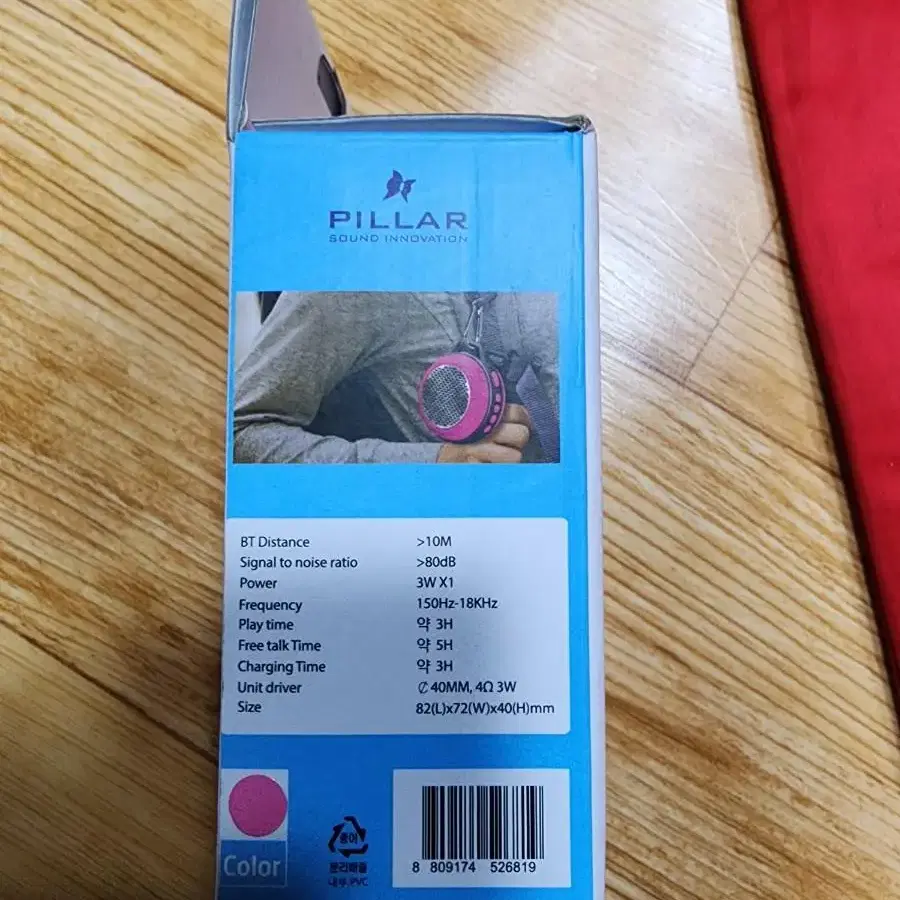 PILLAR
SOUND INNOVATION
BT Distance >10M
Signal to noise ratio >80dB
Power 3W X1
Frequency 150Hz-18KHz
Play time 약 3H
Free talk Time 약 5H
Charging Time 약 3H
Unit driver ₵ 40MM, 4Ω 3W
Size 82(L)x72(W)x40(H)mm
Color
종이
분리배출
내부:PVC
8 809174 526819